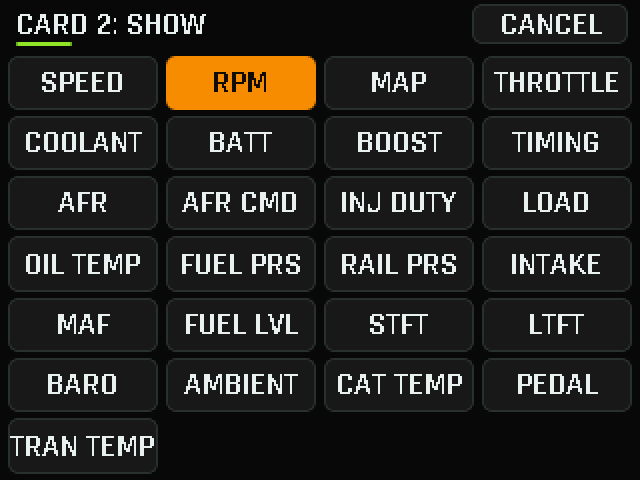 CARD 2: SHOW CANCEL
SPEED RPM MAP THROTTLE
COOLANT BATT BOOST TIMING
AFR AFR CMD INJ DUTY LOAD
OIL TEMP FUEL PRS RAIL PRS INTAKE
MAF FUEL LVL STFT LTFT
BARO AMBIENT CAT TEMP PEDAL
TRAN TEMP